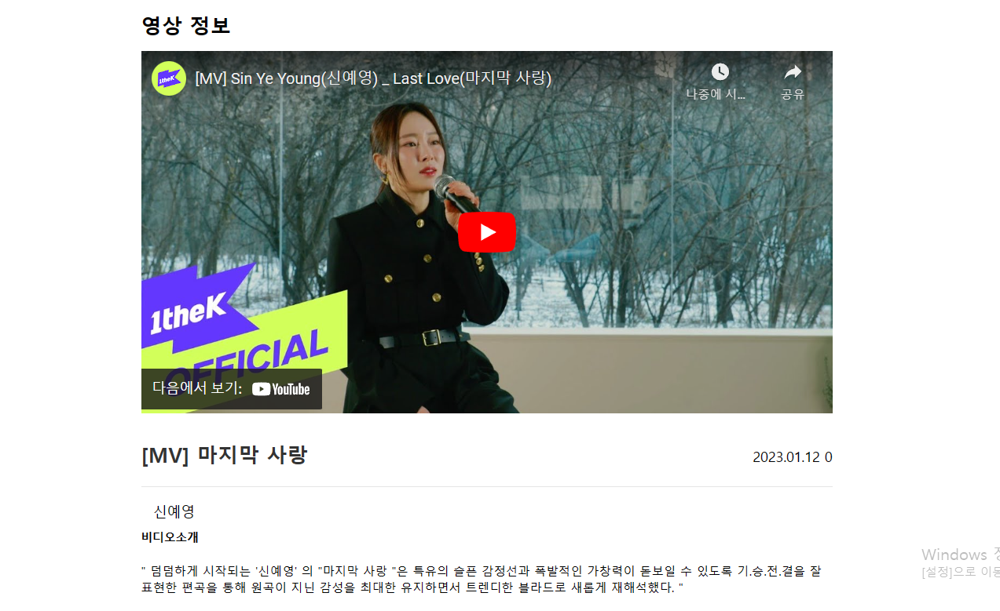 영상 정보
1theK
[MV] Sin Ye Young(신예영) _ Last Love(마지막 사랑)
나중에 시...
공유
1theK
OFFICIAL
다음에서 보기: YouTube
[MV] 마지막 사랑
2023.01.12 0
신예영
비디오소개
" 덤덤하게 시작되는 '신예영' 의 "마지막 사랑 "은 특유의 슬픈 감정선과 폭발적인 가창력이 돋보일 수 있도록 기.승.전.결을 잘
표현한 편곡을 통해 원곡이 지닌 감성을 최대한 유지하면서 트렌디한 블라드로 새롭게 재해석했다. "
Windows
[설정]으로 이동